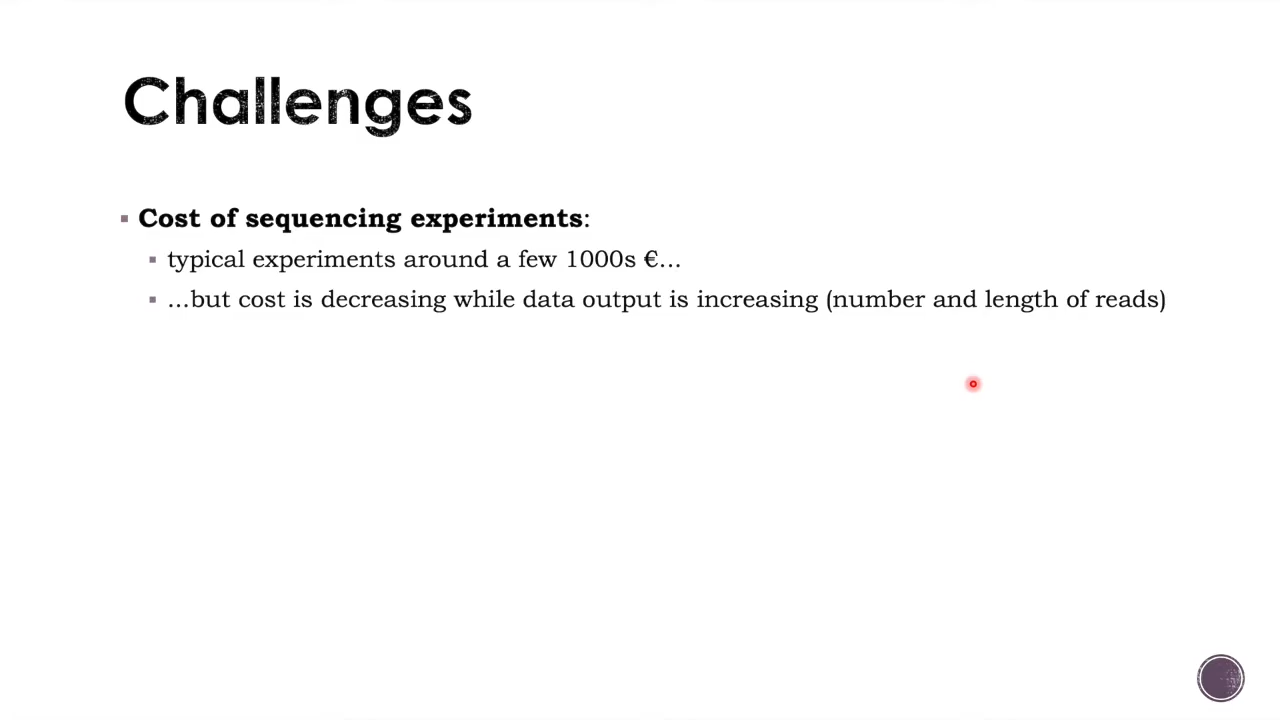 Challenges
Cost of sequencing experiments:
typical experiments around a few 1000s €...
...but cost is decreasing while data output is increasing (number and length of reads)